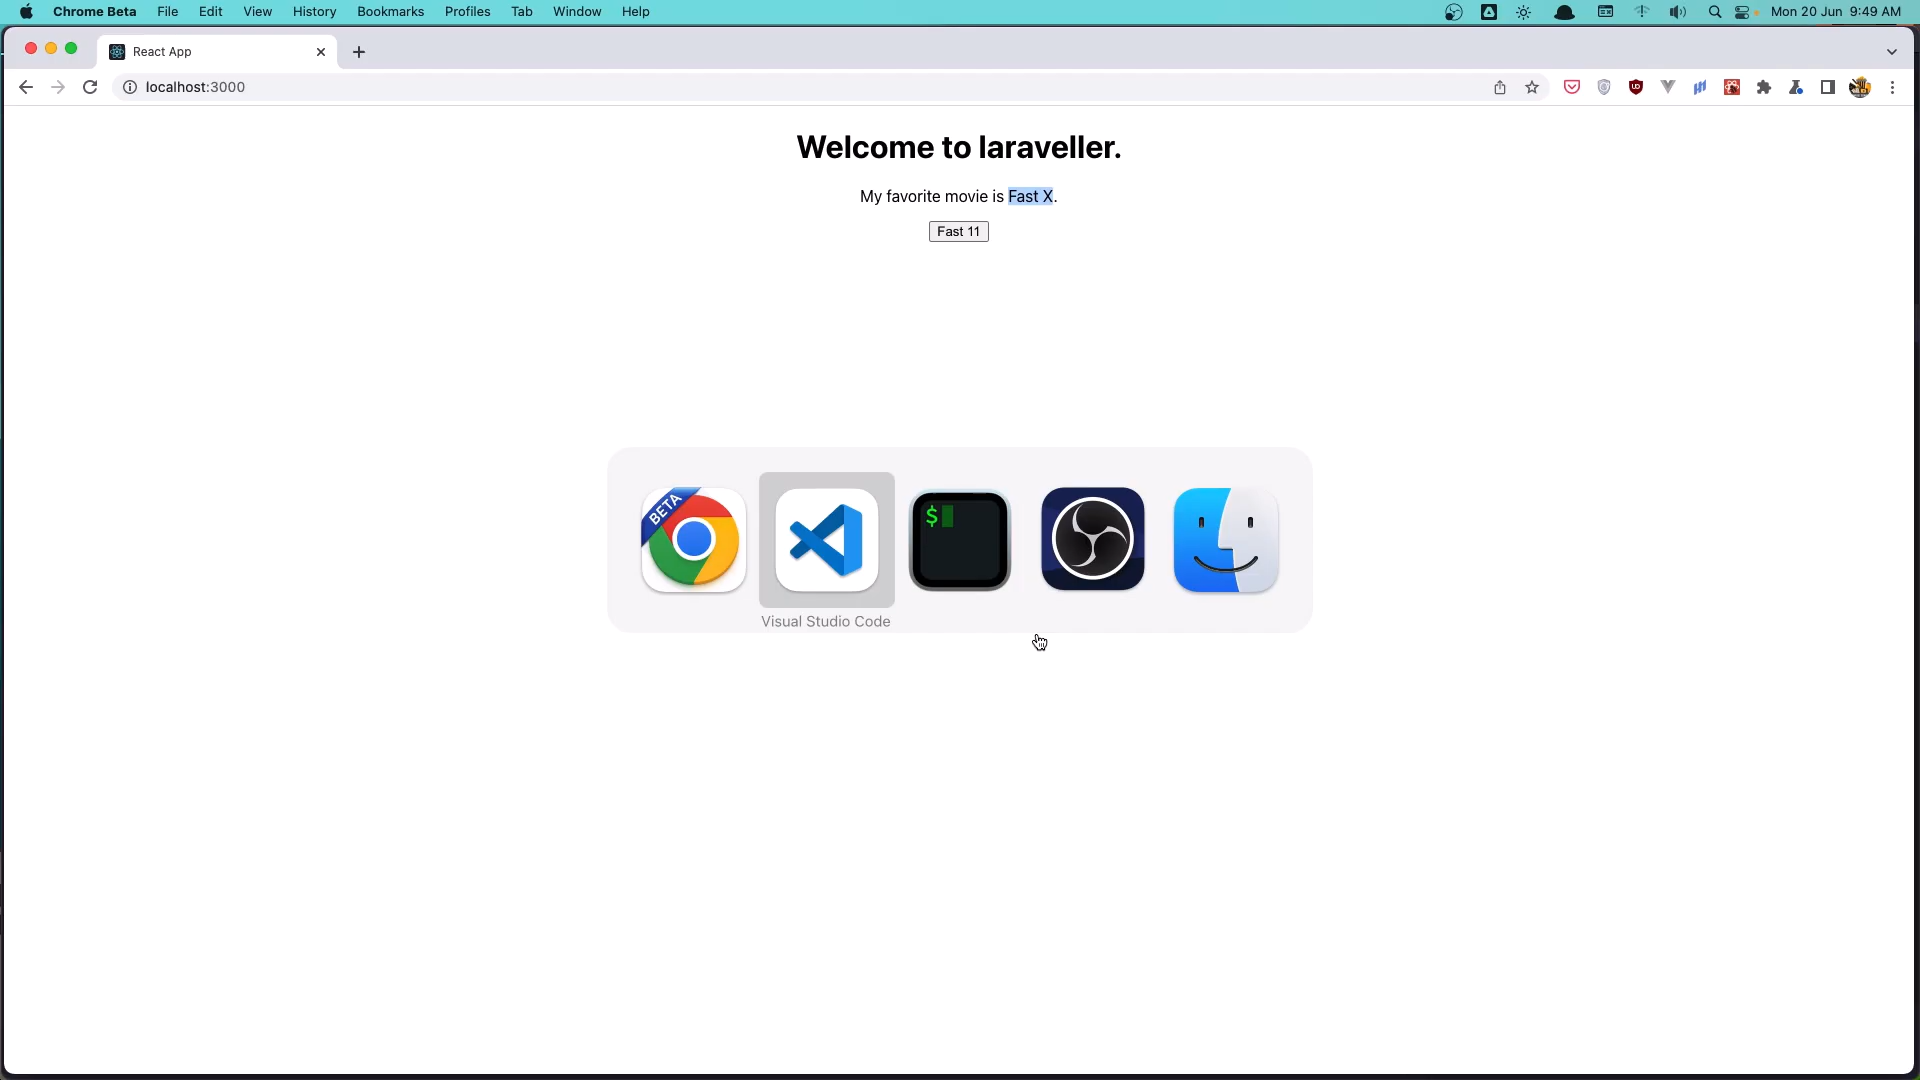 Chrome Beta File Edit View History Bookmarks Profiles Tab Window Help Mon 20 Jun 9:49 AM
React App
localhost:3000
Welcome to laraveller.
My favorite movie is Fast X.
Fast 11
BETA
$
Visual Studio Code